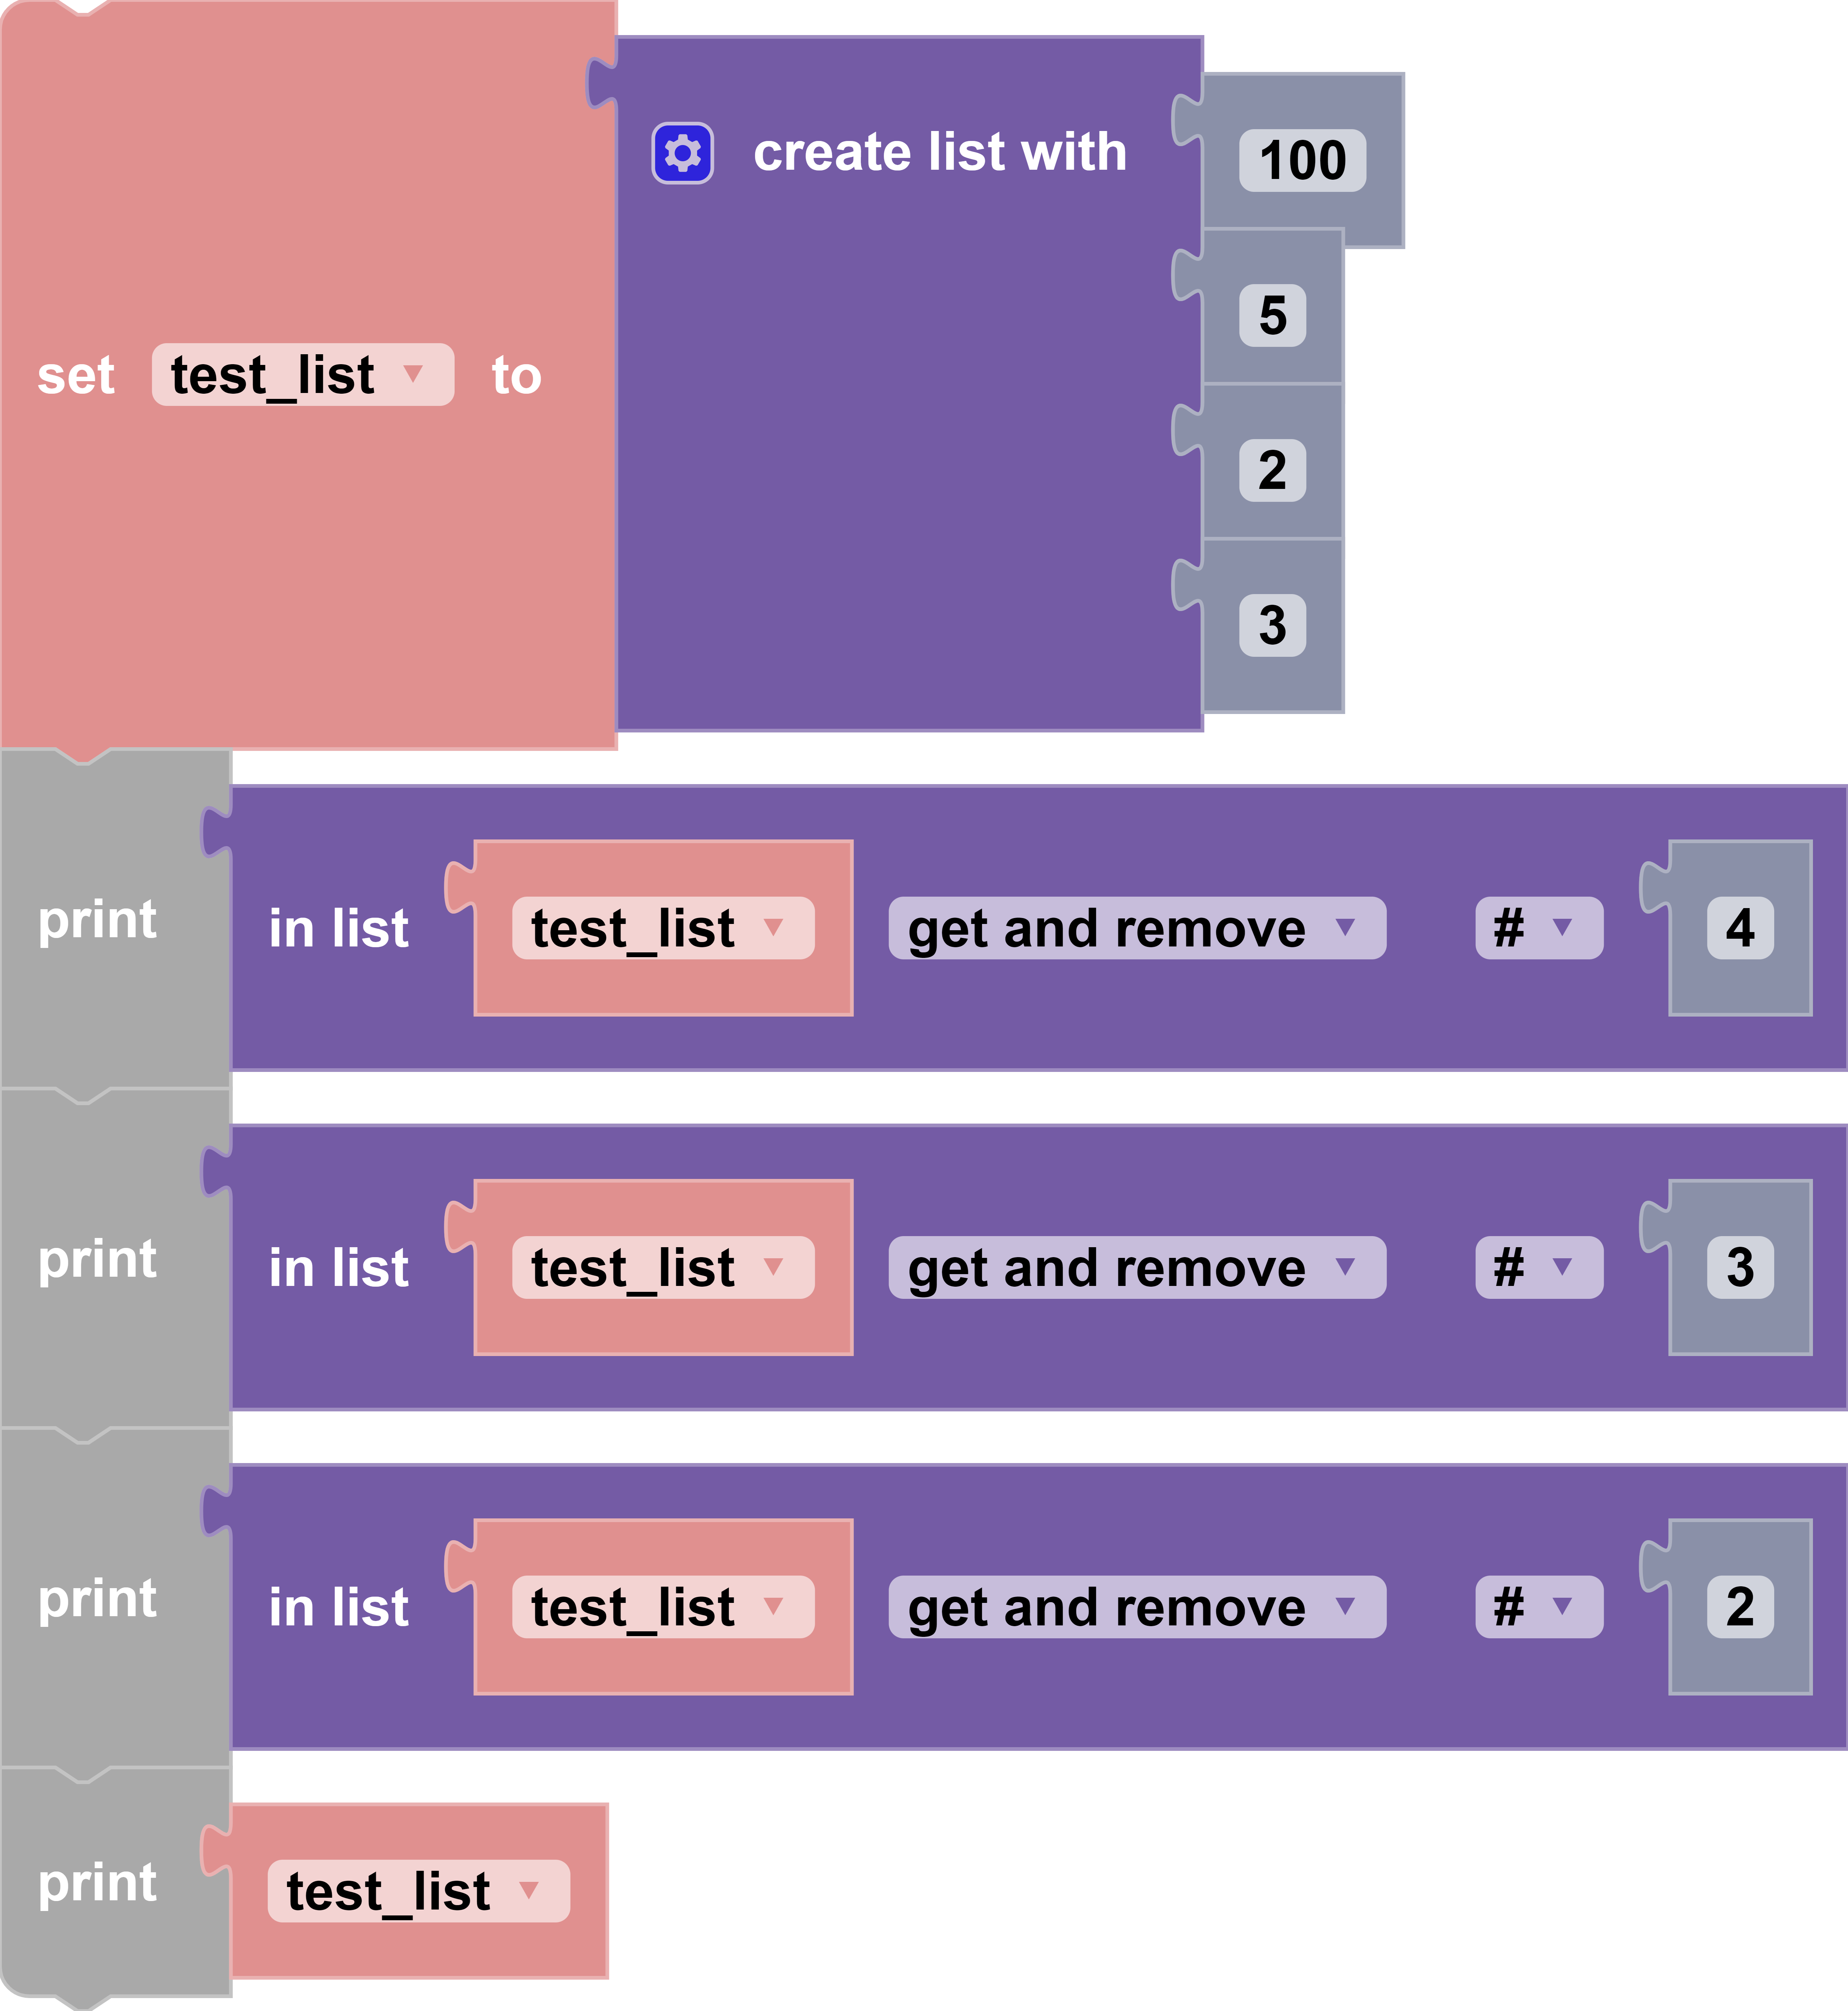 create list with 100
5
set test_list to
2
3
print in list test_list get and remove # 4
print in list test_list get and remove # 3
print in list test_list get and remove # 2
print test_list